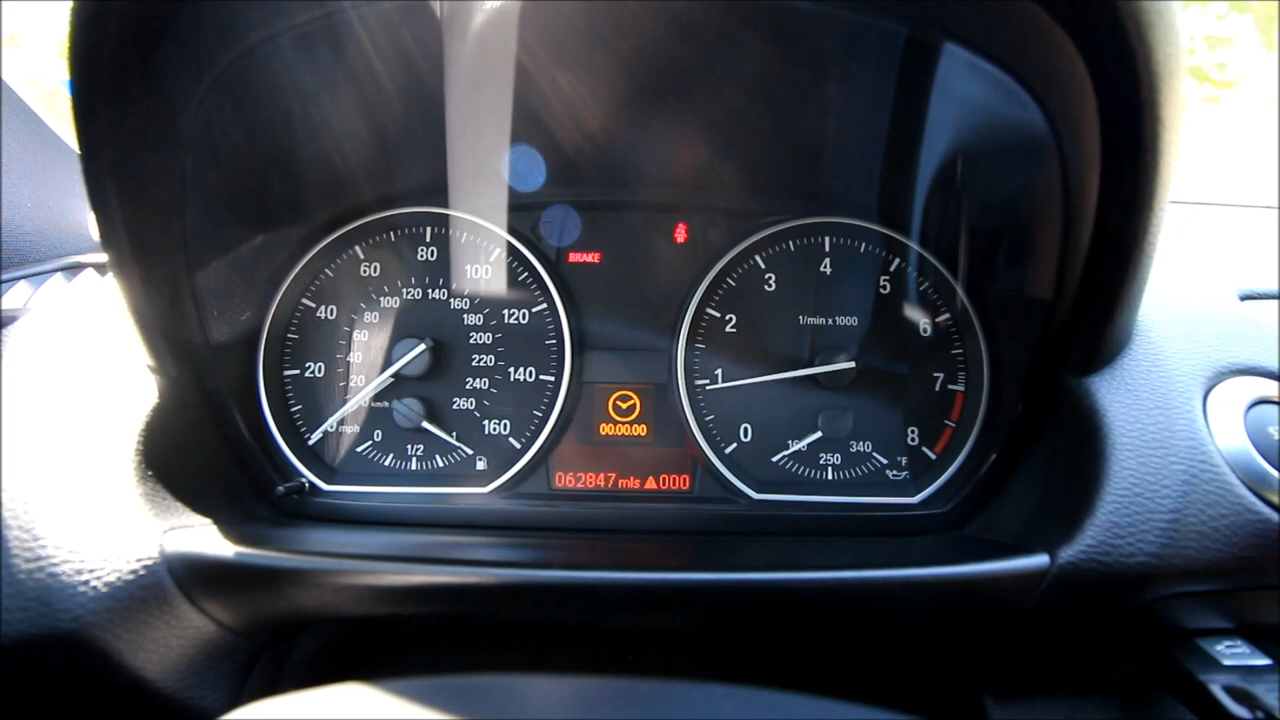 BRAKE
20 40 60 80 100 120 140 160
20 40 60 80 100 120 140 160 180 200 220 240 260
km/h
0 mph
0 1/2 1
0 1 2 3 4 5 6 7 8
1/min x 1000
160 250 340
°F
00.00.00
062847 mls 000